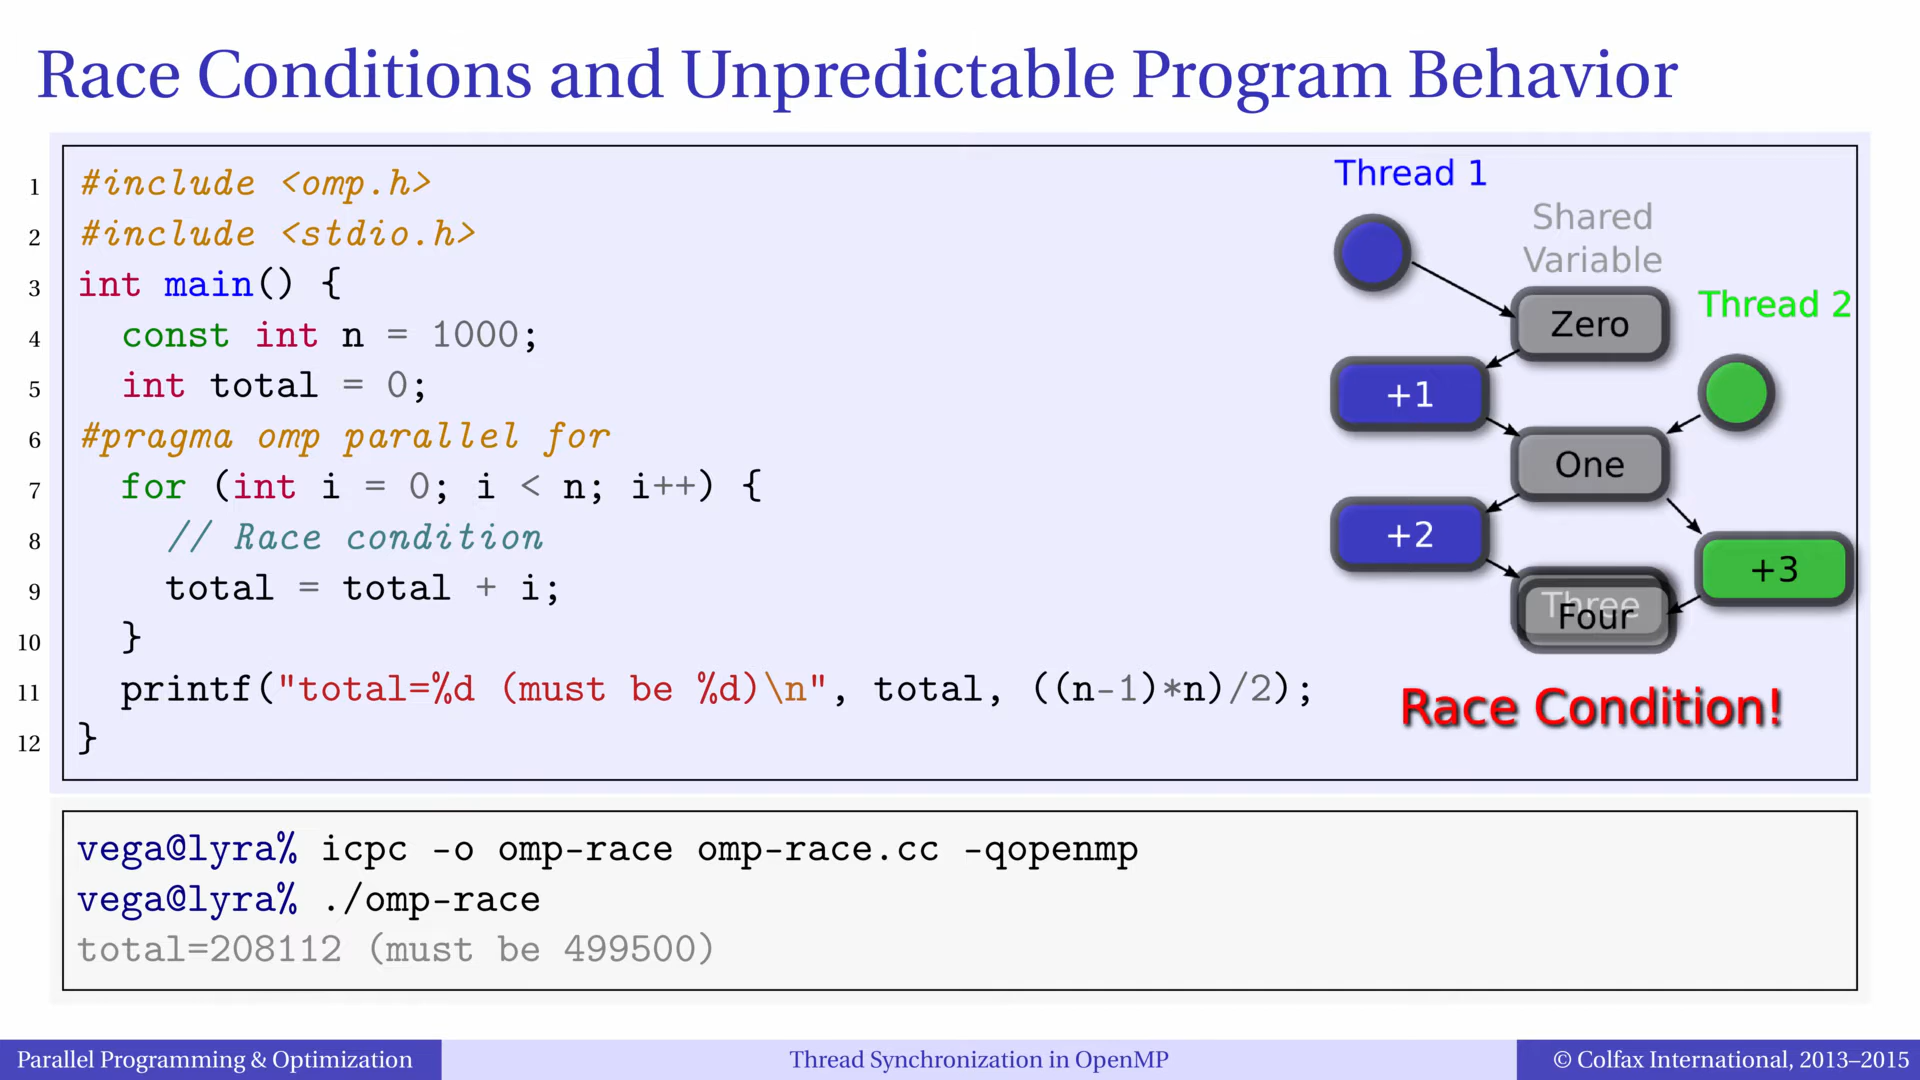 Race Conditions and Unpredictable Program Behavior
1 #include <omp.h>
2 #include <stdio.h>
3 int main() {
4 const int n = 1000;
5 int total = 0;
6 #pragma omp parallel for
7 for (int i = 0; i < n; i++) {
8 // Race condition
9 total = total + i;
10 }
11 printf("total=%d (must be %d)\n", total, ((n-1)*n)/2);
12 }
Thread 1
Shared
Variable
Zero
Thread 2
+1
One
+2
+3
Three
Four
Race Condition!
vega@lyra% icpc -o omp-race omp-race.cc -qopenmp
vega@lyra% ./omp-race
total=208112 (must be 499500)
Parallel Programming & Optimization
Thread Synchronization in OpenMP
© Colfax International, 2013–2015